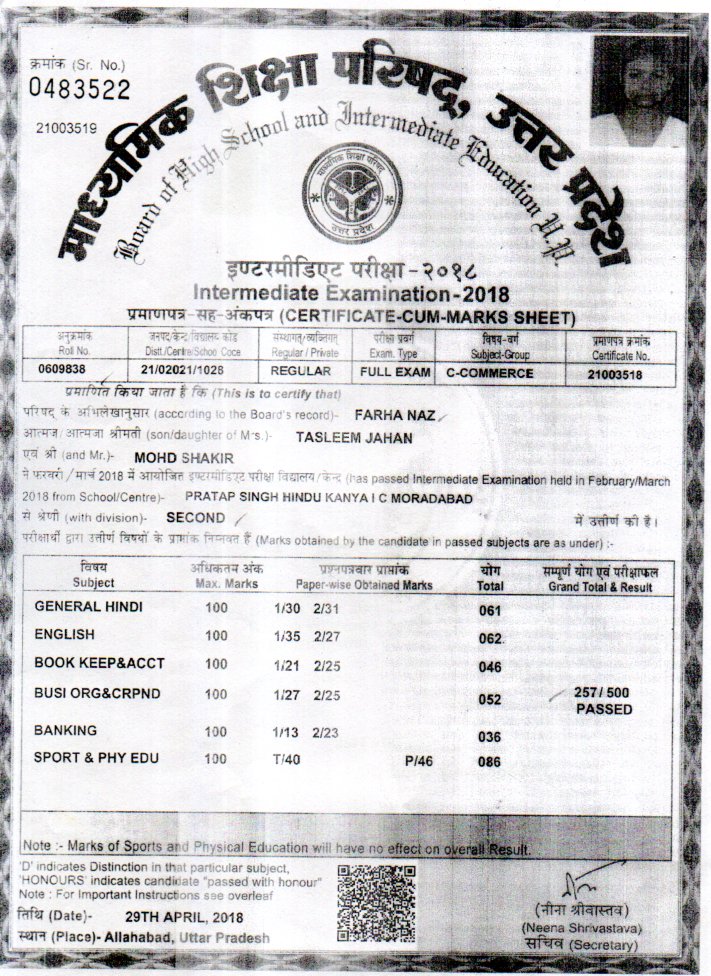 क्रमांक (Sr. No.)
0483522
21003519
माध्यमिक शिक्षा परिषद्, उत्तर प्रदेश
Board of High School and Intermediate Education U.P.
माध्यमिक शिक्षा परिषद
उत्तर प्रदेश
इण्टरमीडिएट परीक्षा-२०१८
Intermediate Examination-2018
प्रमाणपत्र-सह-अंकपत्र (CERTIFICATE-CUM-MARKS SHEET)
अनुक्रमांक जनपद/केन्द्र/विद्यालय कोड संस्थागत्/व्यक्तिगत् परीक्षा प्रवर्ग विषय-वर्ग प्रमाणपत्र क्रमांक
Roll No. Distt./Centre/School Code Regular / Private Exam. Type Subject-Group Certificate No.
0609838 21/02021/1028 REGULAR FULL EXAM C-COMMERCE 21003518
प्रमाणित किया जाता है कि (This is to certify that)
परिषद् के अभिलेखानुसार (according to the Board's record)- FARHA NAZ
आत्मज/आत्मजा श्रीमती (son/daughter of Mrs.)- TASLEEM JAHAN
एवं श्री (and Mr.)- MOHD SHAKIR
ने फरवरी/मार्च 2018 में आयोजित इण्टरमीडिएट परीक्षा विद्यालय/केन्द्र (has passed Intermediate Examination held in February/March
2018 from School/Centre)- PRATAP SINGH HINDU KANYA I C MORADABAD
से श्रेणी (with division)- SECOND में उत्तीर्ण की है।
परीक्षार्थी द्वारा उत्तीर्ण विषयों के प्राप्तांक निम्नवत हैं (Marks obtained by the candidate in passed subjects are as under) :-
विषय अधिकतम अंक प्रश्नपत्रवार प्राप्तांक योग सम्पूर्ण योग एवं परीक्षाफल
Subject Max. Marks Paper-wise Obtained Marks Total Grand Total & Result
GENERAL HINDI 100 1/30 2/31 061
ENGLISH 100 1/35 2/27 062
BOOK KEEP&ACCT 100 1/21 2/25 046
BUSI ORG&CRPND 100 1/27 2/25 052 257/500
PASSED
BANKING 100 1/13 2/23 036
SPORT & PHY EDU 100 T/40 P/46 086
Note :- Marks of Sports and Physical Education will have no effect on overall Result.
'D' indicates Distinction in that particular subject,
'HONOURS' indicates candidate "passed with honour"
Note : For Important Instructions see overleaf
तिथि (Date)- 29TH APRIL, 2018
स्थान (Place)- Allahabad, Uttar Pradesh
(नीना श्रीवास्तव)
(Neena Shrivastava)
सचिव (Secretary)